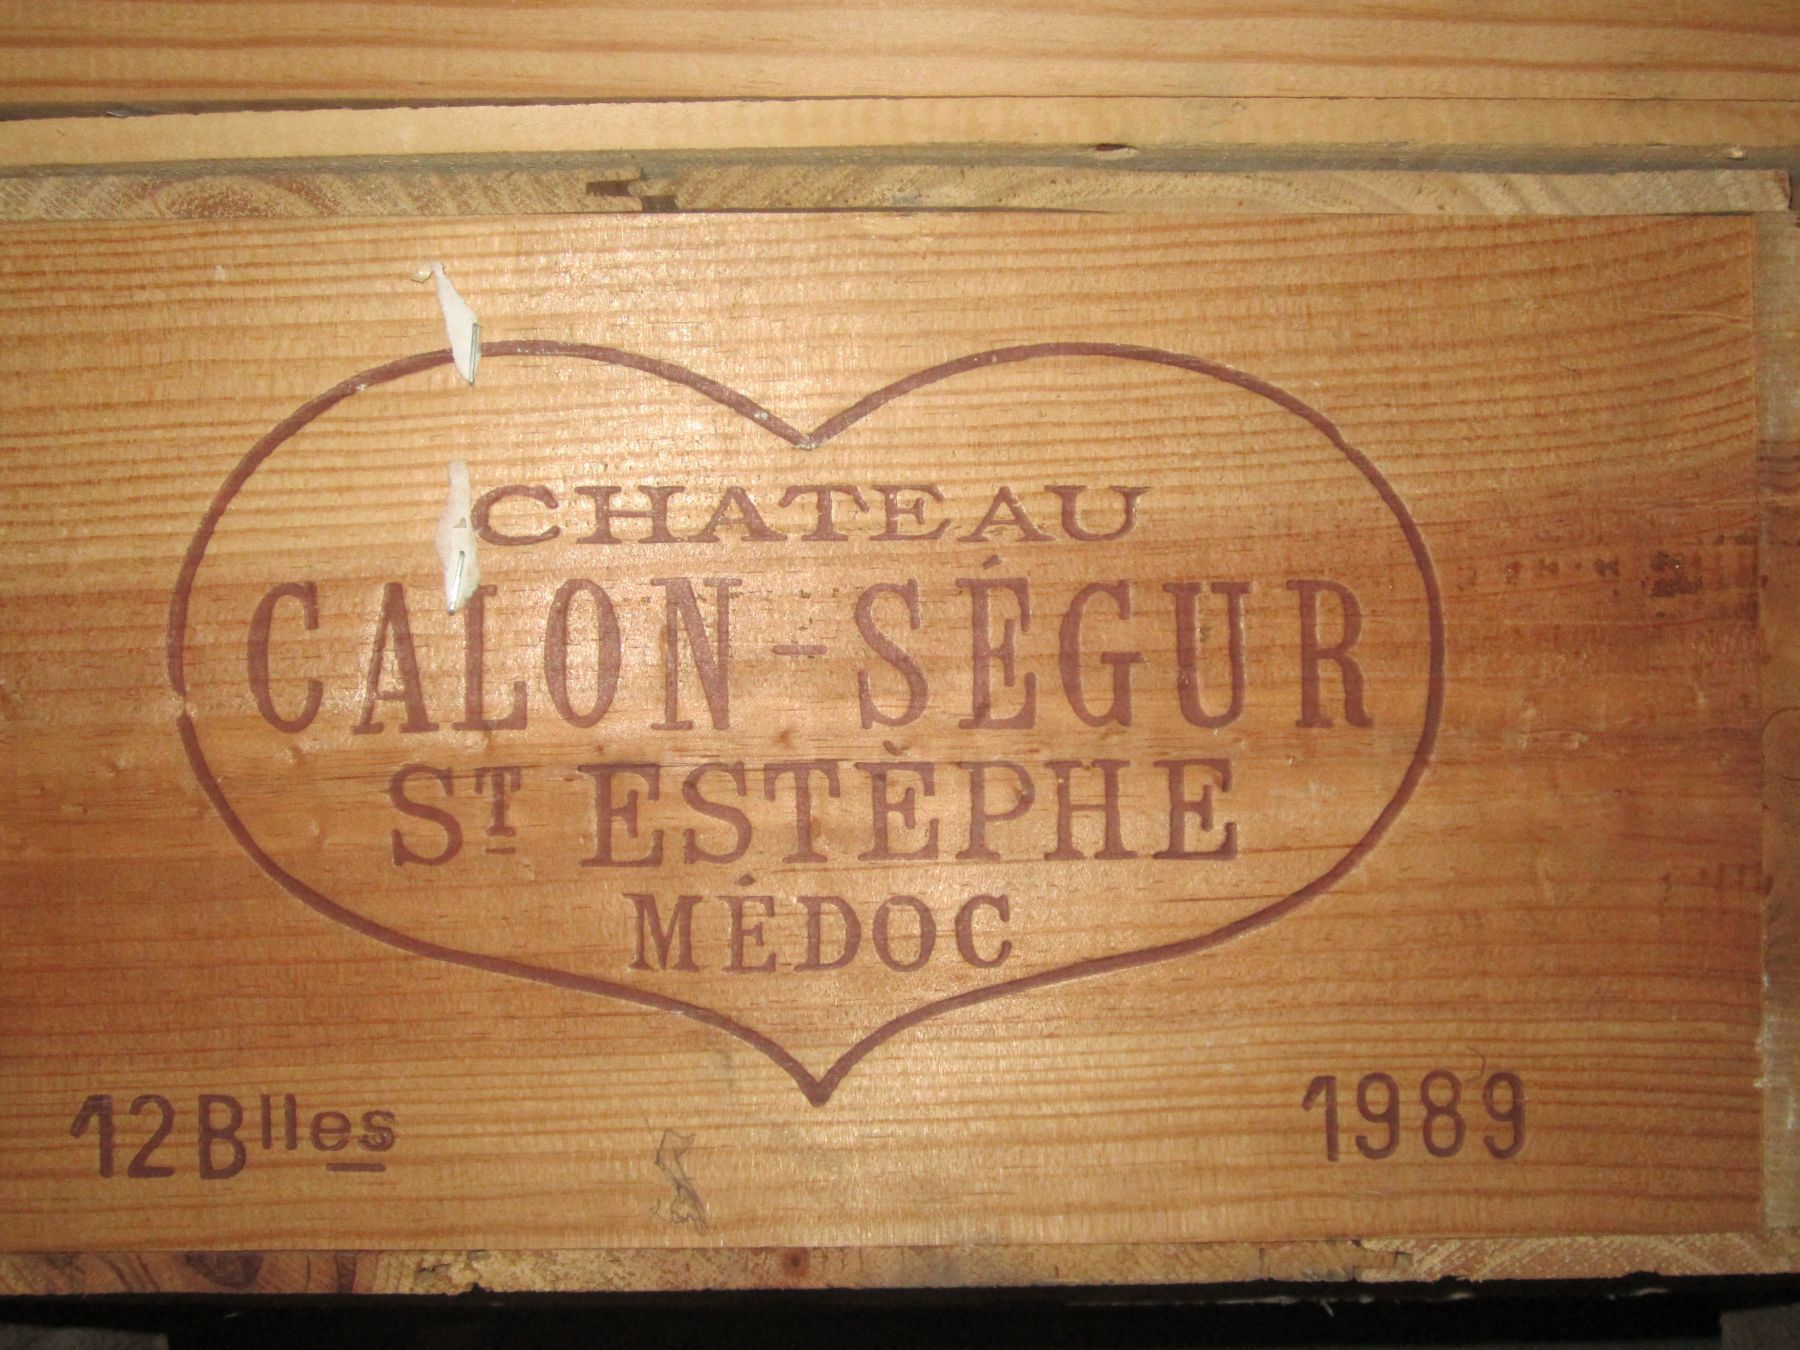 CHATEAU
CALON-SÉGUR
ST ESTÈPHE
MÉDOC
12 Blles
1989